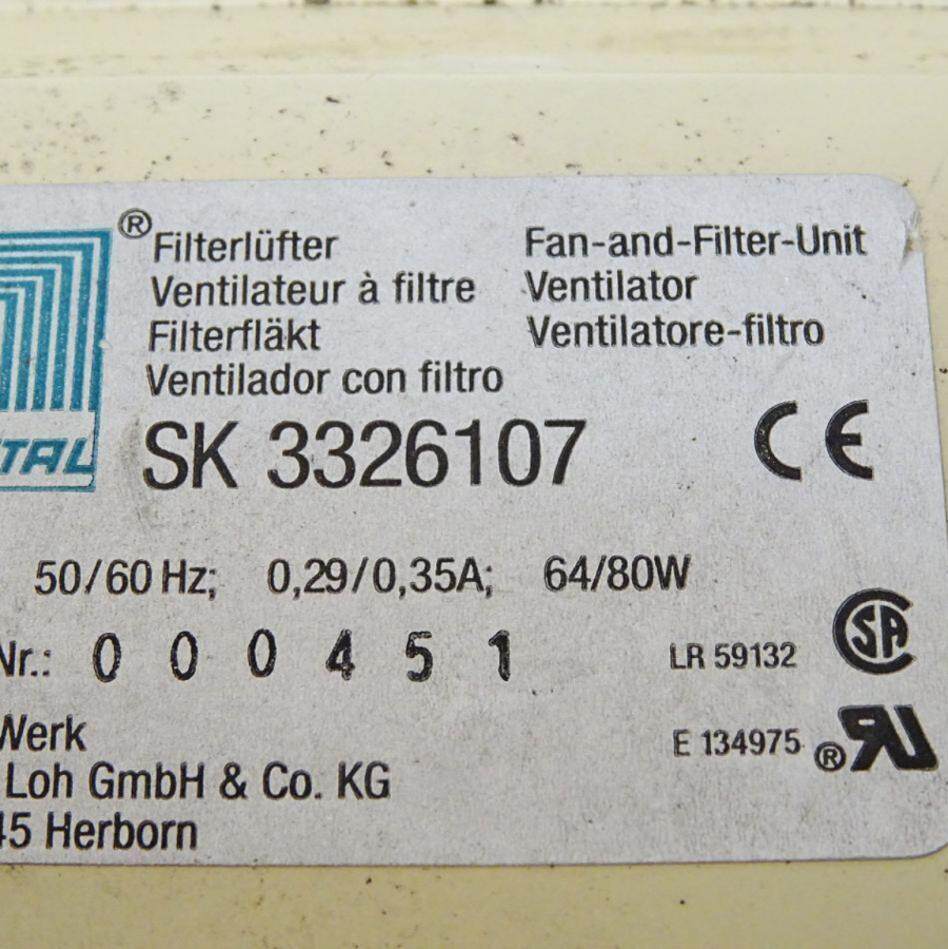 ®
Filterlüfter Fan-and-Filter-Unit
Ventilateur à filtre Ventilator
Filterfläkt Ventilatore-filtro
Ventilador con filtro
TAL
SK 3326107 CE
50/60 Hz; 0,29/0,35A; 64/80W
Nr.: 0 0 0 4 5 1 LR 59132 SA
Werk E 134975 ® RU
Loh GmbH & Co. KG
45 Herborn